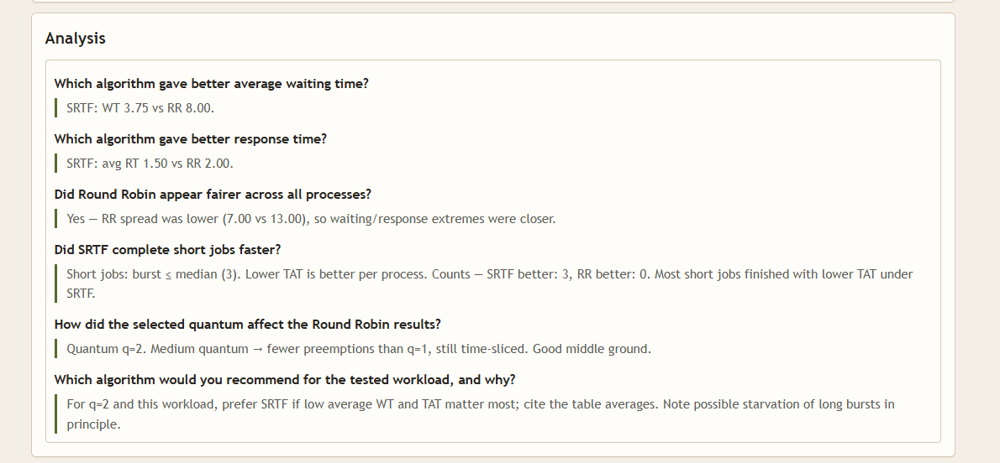 Analysis
Which algorithm gave better average waiting time?
SRTF: WT 3.75 vs RR 8.00.
Which algorithm gave better response time?
SRTF: avg RT 1.50 vs RR 2.00.
Did Round Robin appear fairer across all processes?
Yes — RR spread was lower (7.00 vs 13.00), so waiting/response extremes were closer.
Did SRTF complete short jobs faster?
Short jobs: burst ≤ median (3). Lower TAT is better per process. Counts — SRTF better: 3, RR better: 0. Most short jobs finished with lower TAT under
SRTF.
How did the selected quantum affect the Round Robin results?
Quantum q=2. Medium quantum → fewer preemptions than q=1, still time-sliced. Good middle ground.
Which algorithm would you recommend for the tested workload, and why?
For q=2 and this workload, prefer SRTF if low average WT and TAT matter most; cite the table averages. Note possible starvation of long bursts in
principle.